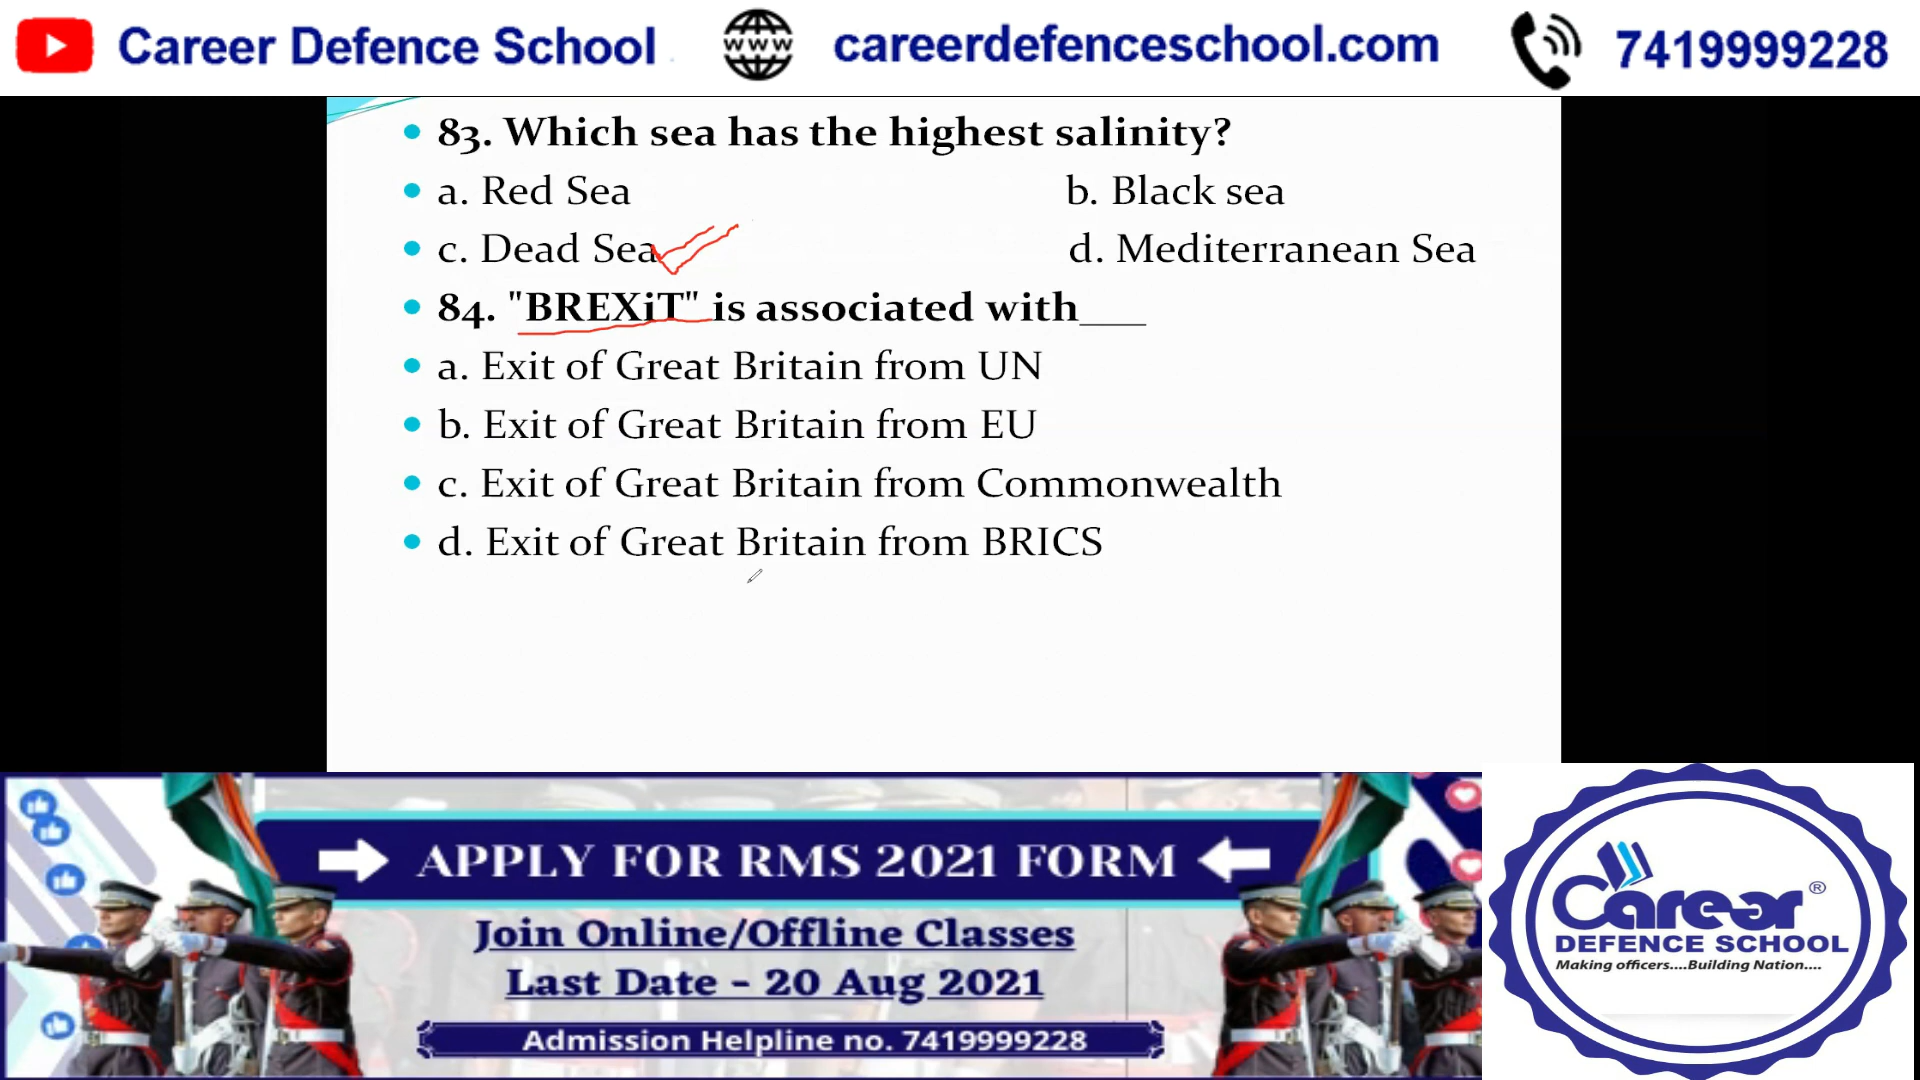 Career Defence School
www
careerdefenceschool.com
7419999228
83. Which sea has the highest salinity?
a. Red Sea
b. Black sea
c. Dead Sea
d. Mediterranean Sea
84. "BREXiT" is associated with____
a. Exit of Great Britain from UN
b. Exit of Great Britain from EU
c. Exit of Great Britain from Commonwealth
d. Exit of Great Britain from BRICS
APPLY FOR RMS 2021 FORM
Join Online/Offline Classes
Last Date - 20 Aug 2021
Admission Helpline no. 7419999228
Career ®
DEFENCE SCHOOL
Making officers....Building Nation....